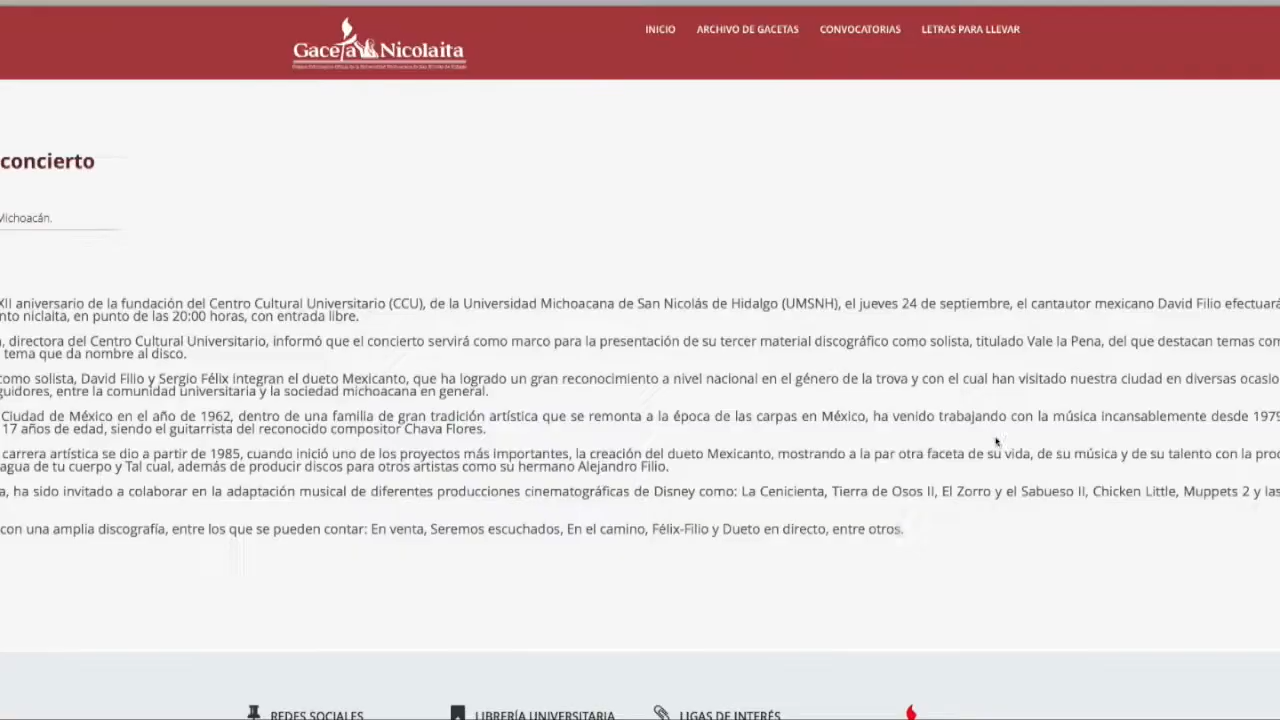 Gaceta Nicolaita
INICIO ARCHIVO DE GACETAS CONVOCATORIAS LETRAS PARA LLEVAR
concierto
Michoacán.
XII aniversario de la fundación del Centro Cultural Universitario (CCU), de la Universidad Michoacana de San Nicolás de Hidalgo (UMSNH), el jueves 24 de septiembre, el cantautor mexicano David Filio efectuará
nto niclaita, en punto de las 20:00 horas, con entrada libre.
, directora del Centro Cultural Universitario, informó que el concierto servirá como marco para la presentación de su tercer material discográfico como solista, titulado Vale la Pena, del que destacan temas com
tema que da nombre al disco.
como solista, David Filio y Sergio Félix integran el dueto Mexicanto, que ha logrado un gran reconocimiento a nivel nacional en el género de la trova y con el cual han visitado nuestra ciudad en diversas ocasio
guidores, entre la comunidad universitaria y la sociedad michoacana en general.
Ciudad de México en el año de 1962, dentro de una familia de gran tradición artística que se remonta a la época de las carpas en México, ha venido trabajando con la música incansablemente desde 1979
17 años de edad, siendo el guitarrista del reconocido compositor Chava Flores.
carrera artística se dio a partir de 1985, cuando inició uno de los proyectos más importantes, la creación del dueto Mexicanto, mostrando a la par otra faceta de su vida, de su música y de su talento con la prod
agua de tu cuerpo y Tal cual, además de producir discos para otros artistas como su hermano Alejandro Filio.
a, ha sido invitado a colaborar en la adaptación musical de diferentes producciones cinematográficas de Disney como: La Cenicienta, Tierra de Osos II, El Zorro y el Sabueso II, Chicken Little, Muppets 2 y las
con una amplia discografía, entre los que se pueden contar: En venta, Seremos escuchados, En el camino, Félix-Filio y Dueto en directo, entre otros.
REDES SOCIALES LIBRERÍA UNIVERSITARIA LIGAS DE INTERÉS